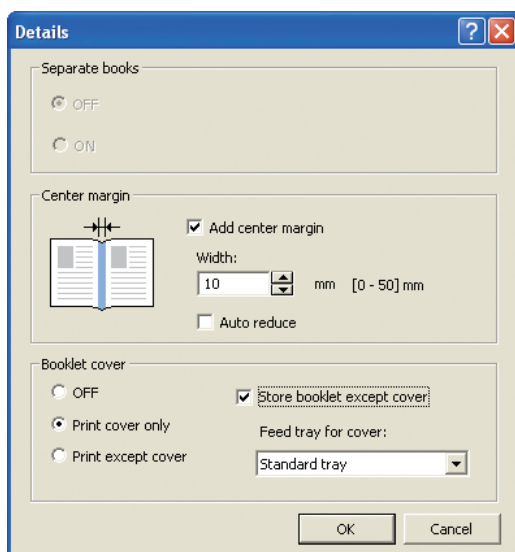 Details
Separate books
OFF
ON
Center margin
Add center margin
Width:
10 mm [0 - 50] mm
Auto reduce
Booklet cover
OFF
Store booklet except cover
Print cover only
Feed tray for cover:
Print except cover
Standard tray
OK Cancel